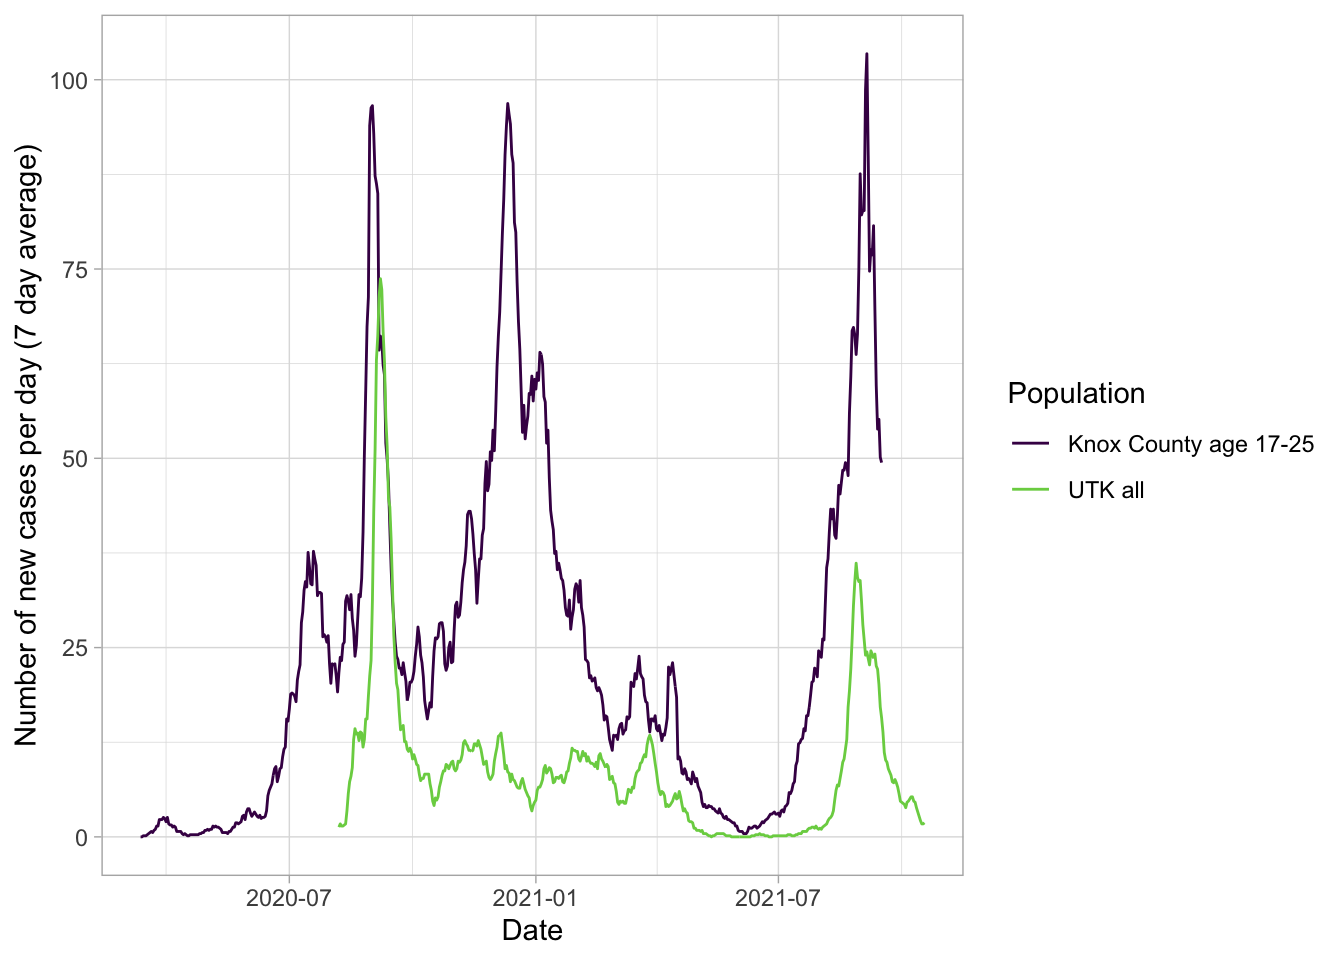 Number of new cases per day (7 day average)
100
75
50
25
0
2020-07
2021-01
2021-07
Date
Population
Knox County age 17-25
UTK all